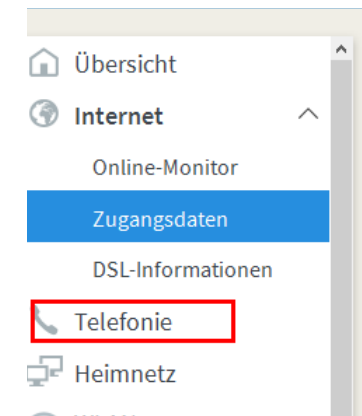 Übersicht
Internet
Online-Monitor
Zugangsdaten
DSL-Informationen
Telefonie
Heimnetz